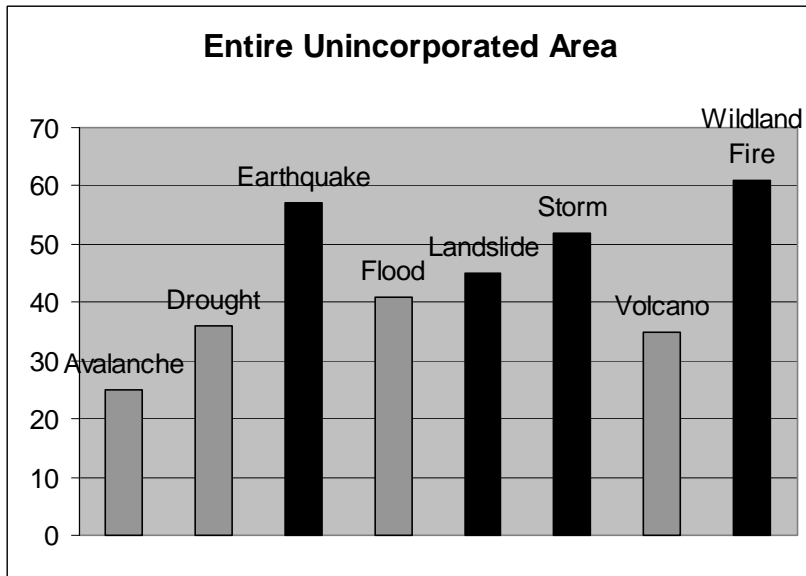 Entire Unincorporated Area
70
60
50
40
30
20
10
0
Avalanche
Drought
Earthquake
Flood
Landslide
Storm
Volcano
Wildland
Fire